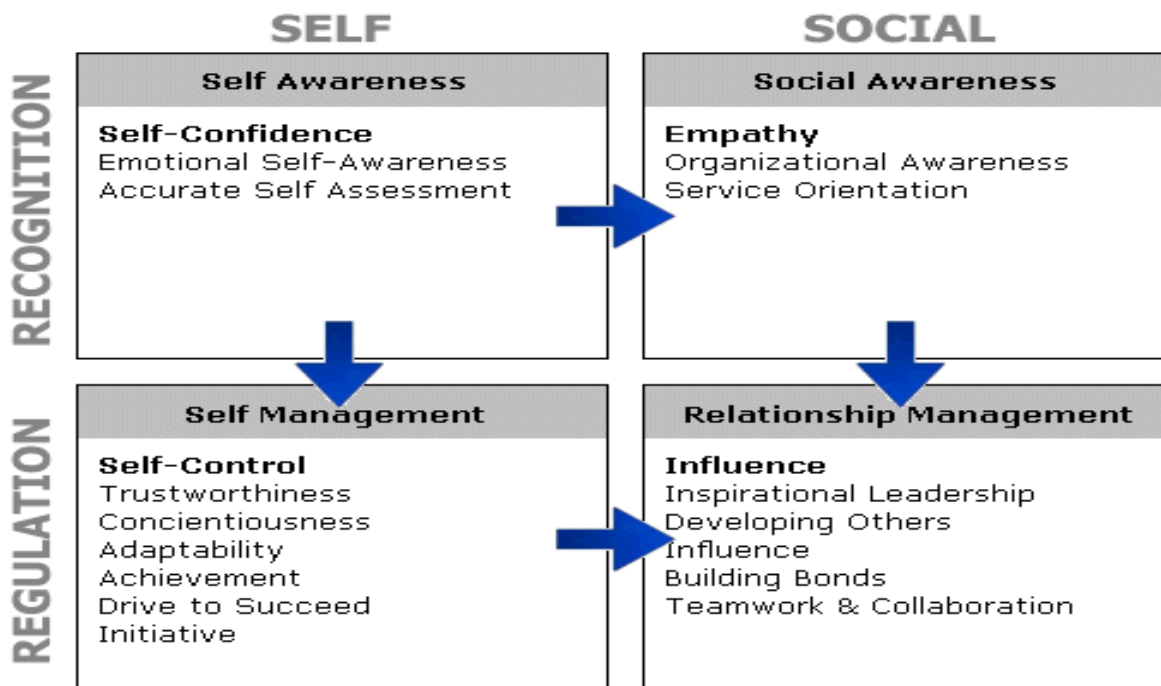 SELF
SOCIAL
RECOGNITION
Self Awareness
Self-Confidence
Emotional Self-Awareness
Accurate Self Assessment
Social Awareness
Empathy
Organizational Awareness
Service Orientation
REGULATION
Self Management
Self-Control
Trustworthiness
Concientiousness
Adaptability
Achievement
Drive to Succeed
Initiative
Relationship Management
Influence
Inspirational Leadership
Developing Others
Influence
Building Bonds
Teamwork & Collaboration